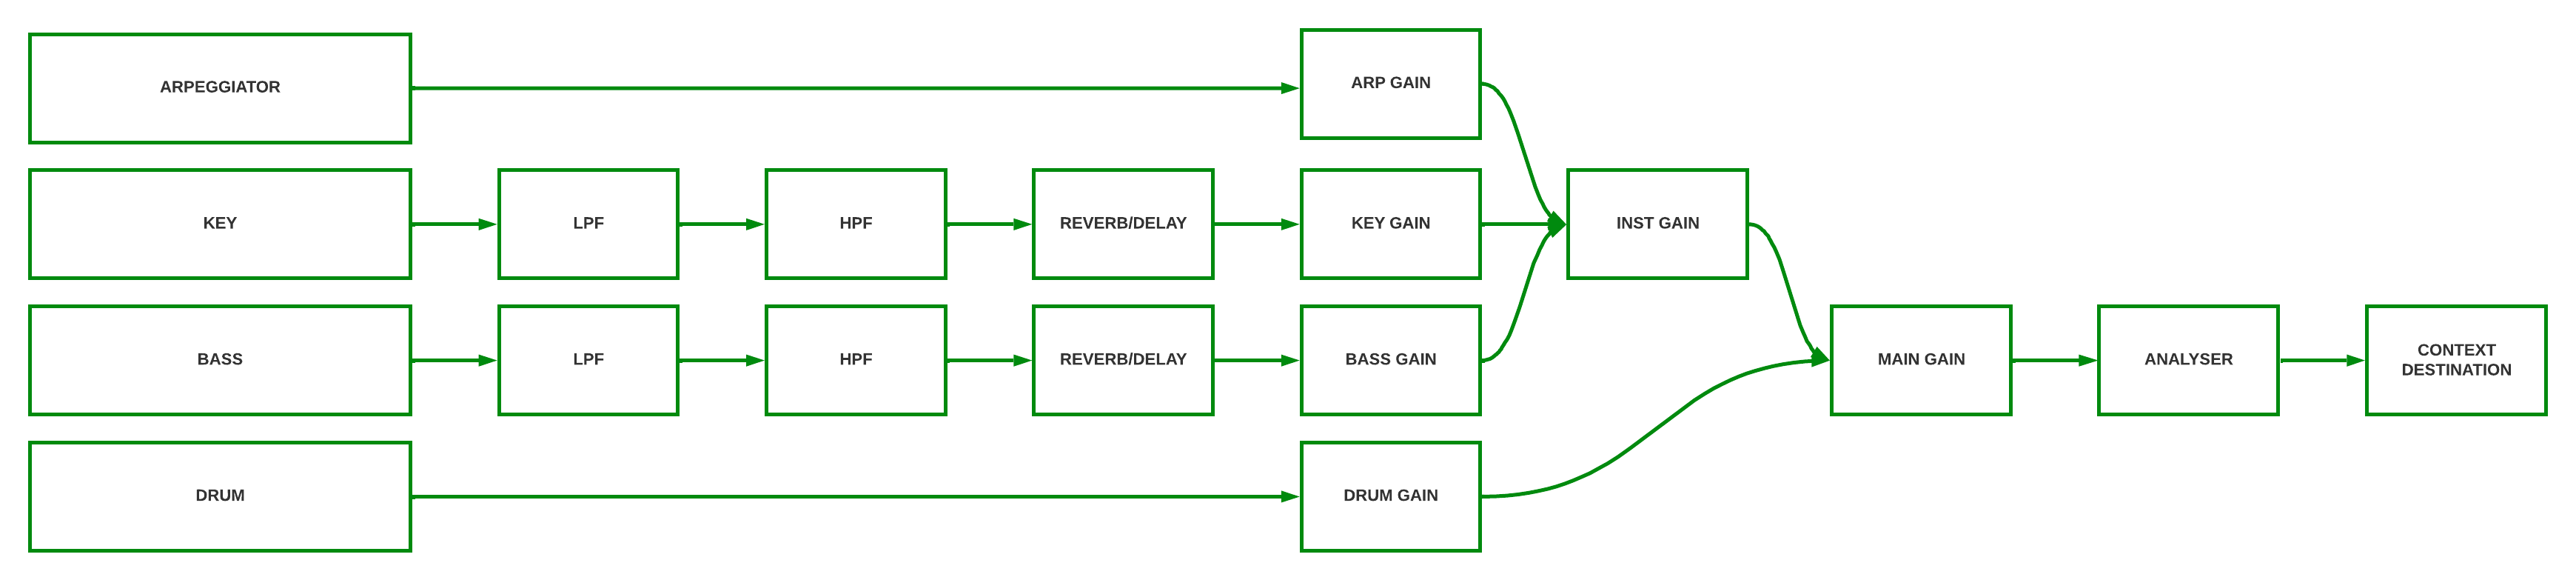 ARPEGGIATOR
ARP GAIN
KEY
LPF
HPF
REVERB/DELAY
KEY GAIN
INST GAIN
BASS
LPF
HPF
REVERB/DELAY
BASS GAIN
MAIN GAIN
ANALYSER
CONTEXT
DESTINATION
DRUM
DRUM GAIN